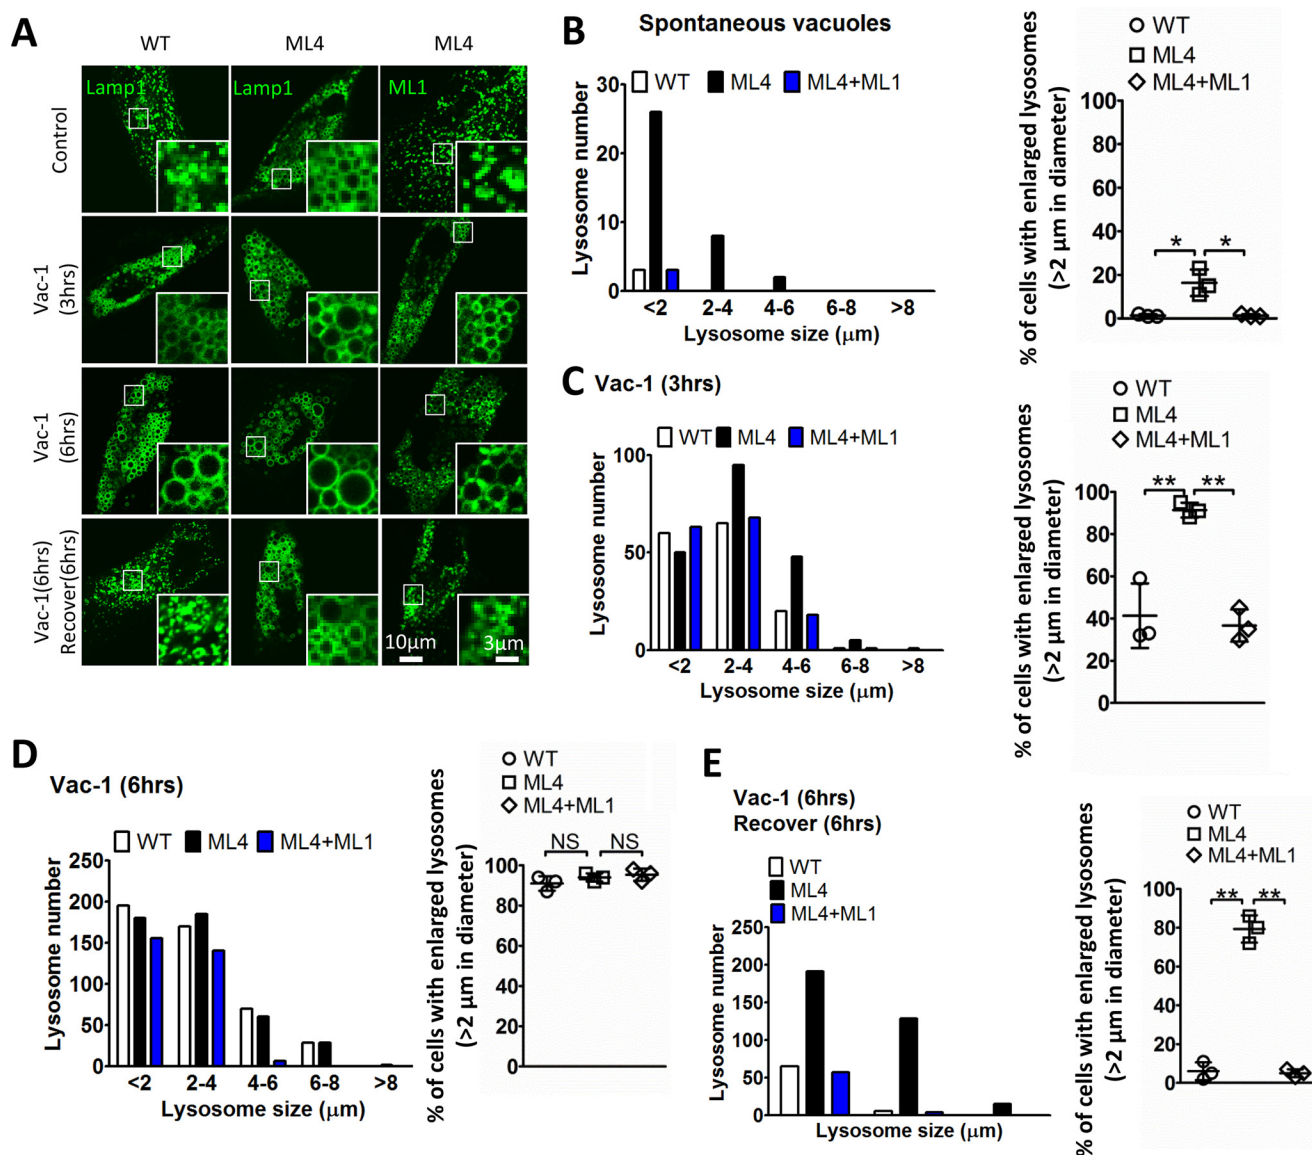 A
WT
ML4
ML4
Lamp1
Lamp1
ML1
Control
Vac-1
(3hrs)
Vac-1
(6hrs)
Vac-1(6hrs)
Recover(6hrs)
10μm
3μm
B
Spontaneous vacuoles
WT
ML4
ML4+ML1
Lysosome number
30
20
10
0
<2
2-4
4-6
6-8
>8
Lysosome size (μm)
WT
ML4
ML4+ML1
% of cells with enlarged lysosomes
(>2 μm in diameter)
100
80
60
40
20
0
*
*
C
Vac-1 (3hrs)
WT
ML4
ML4+ML1
Lysosome number
100
50
0
<2
2-4
4-6
6-8
>8
Lysosome size (μm)
WT
ML4
ML4+ML1
% of cells with enlarged lysosomes
(>2 μm in diameter)
100
80
60
40
20
0
**
**
D
Vac-1 (6hrs)
WT
ML4
ML4+ML1
Lysosome number
250
200
150
100
50
0
<2
2-4
4-6
6-8
>8
Lysosome size (μm)
WT
ML4
ML4+ML1
% of cells with enlarged lysosomes
(>2 μm in diameter)
100
80
60
40
20
0
NS
NS
E
Vac-1 (6hrs)
Recover (6hrs)
WT
ML4
ML4+ML1
Lysosome number
250
200
150
100
50
0
Lysosome size (μm)
WT
ML4
ML4+ML1
% of cells with enlarged lysosomes
(>2 μm in diameter)
100
80
60
40
20
0
**
**